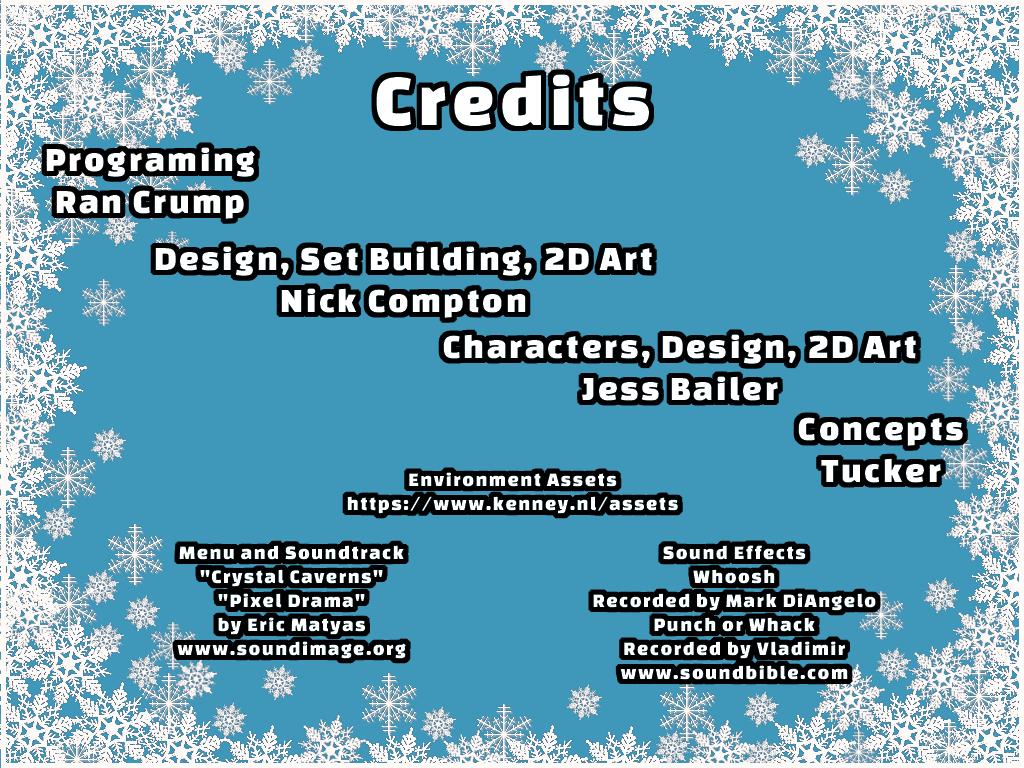 Credits
Programing
Ran Crump
Design, Set Building, 2D Art
Nick Compton
Characters, Design, 2D Art
Jess Bailer
Concepts
Tucker
Environment Assets
https://www.kenney.nl/assets
Menu and Soundtrack
"Crystal Caverns"
"Pixel Drama"
by Eric Matyas
www.soundimage.org
Sound Effects
Whoosh
Recorded by Mark DiAngelo
Punch or Whack
Recorded by Vladimir
www.soundbible.com